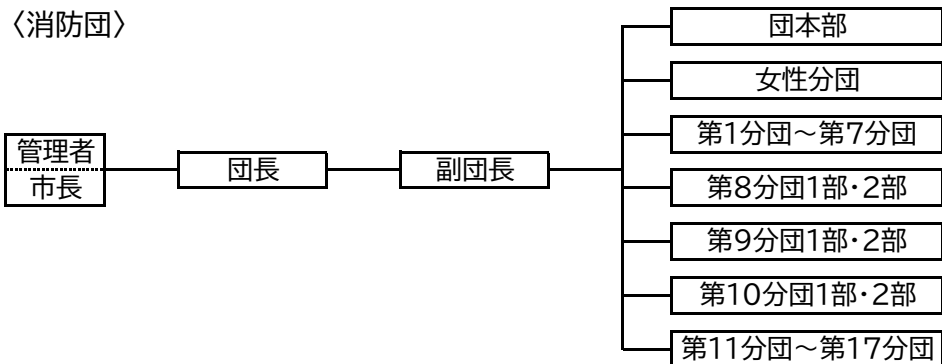 〈消防団〉
団本部
女性分団
第1分団～第7分団
管理者
市長
団長
副団長
第8分団1部・2部
第9分団1部・2部
第10分団1部・2部
第11分団～第17分団